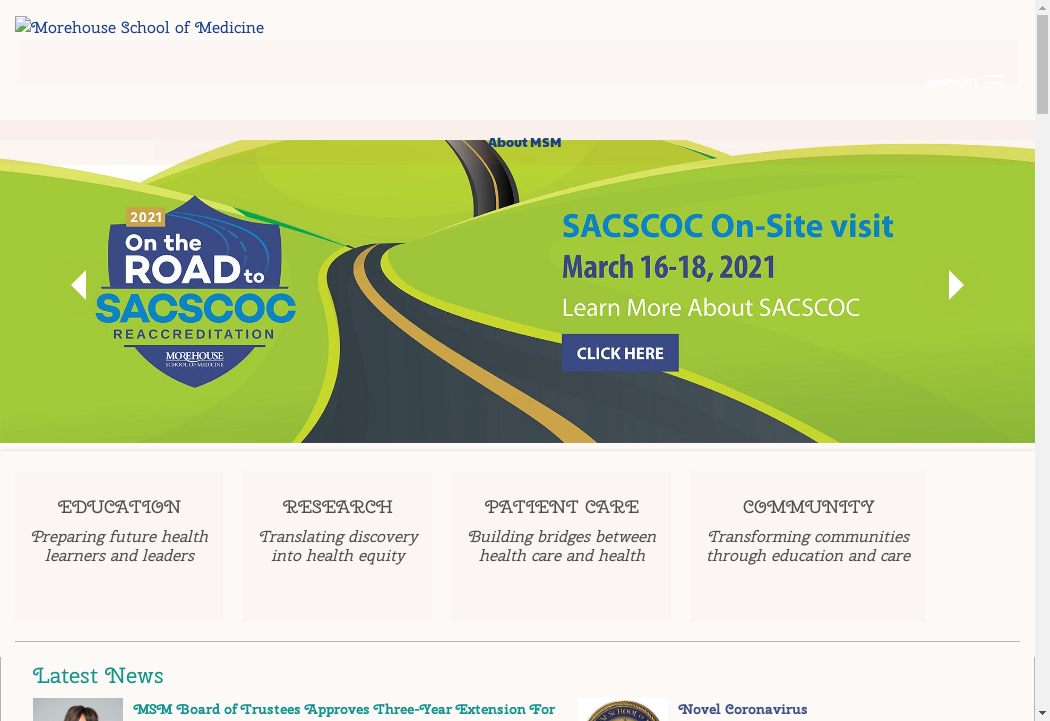 Morehouse School of Medicine
About MSM
2021
On the
ROAD to
SACSCOC
REACCREDITATION
MOREHOUSE
SCHOOL OF MEDICINE
SACSCOC On-Site visit
March 16-18, 2021
Learn More About SACSCOC
CLICK HERE
EDUCATION
Preparing future health
learners and leaders
RESEARCH
Translating discovery
into health equity
PATIENT CARE
Building bridges between
health care and health
COMMUNITY
Transforming communities
through education and care
Latest News
MSM Board of Trustees Approves Three-Year Extension For
Novel Coronavirus